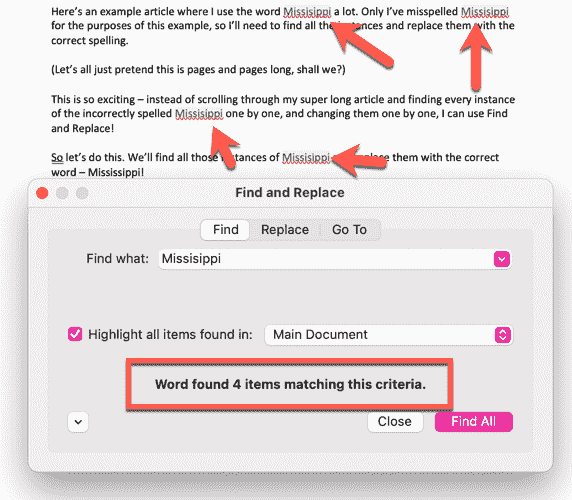 Here's an example article where I use the word Missisippi a lot. Only I've misspelled Missisippi
for the purposes of this example, so I'll need to find all the instances and replace them with the
correct spelling.
(Let's all just pretend this is pages and pages long, shall we?)
This is so exciting – instead of scrolling through my super long article and finding every instance
of the incorrectly spelled Missisippi one by one, and changing them one by one, I can use Find
and Replace!
So let's do this. We'll find all those instances of Missisippi place them with the correct
word – Mississippi!
Find and Replace
Find Replace Go To
Find what: Missisippi
Highlight all items found in: Main Document
Word found 4 items matching this criteria.
Close Find All